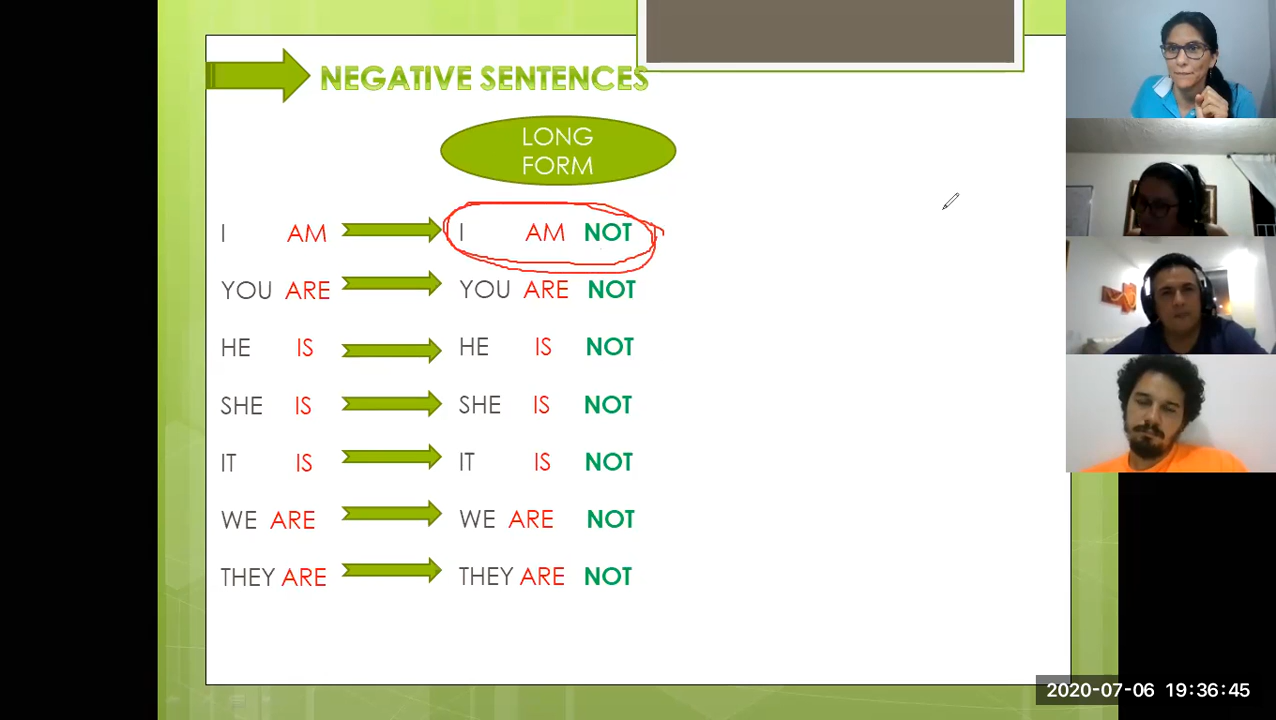 NEGATIVE SENTENCES
LONG
FORM
I AM I AM NOT
YOU ARE YOU ARE NOT
HE IS HE IS NOT
SHE IS SHE IS NOT
IT IS IT IS NOT
WE ARE WE ARE NOT
THEY ARE THEY ARE NOT
2020-07-06 19:36:45